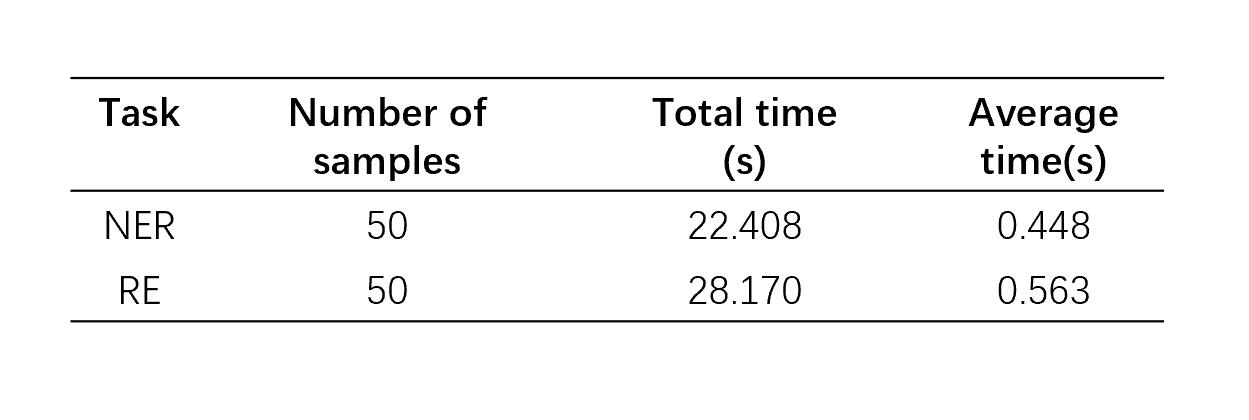 Task Number of samples Total time (s) Average time(s)
NER 50 22.408 0.448
RE 50 28.170 0.563